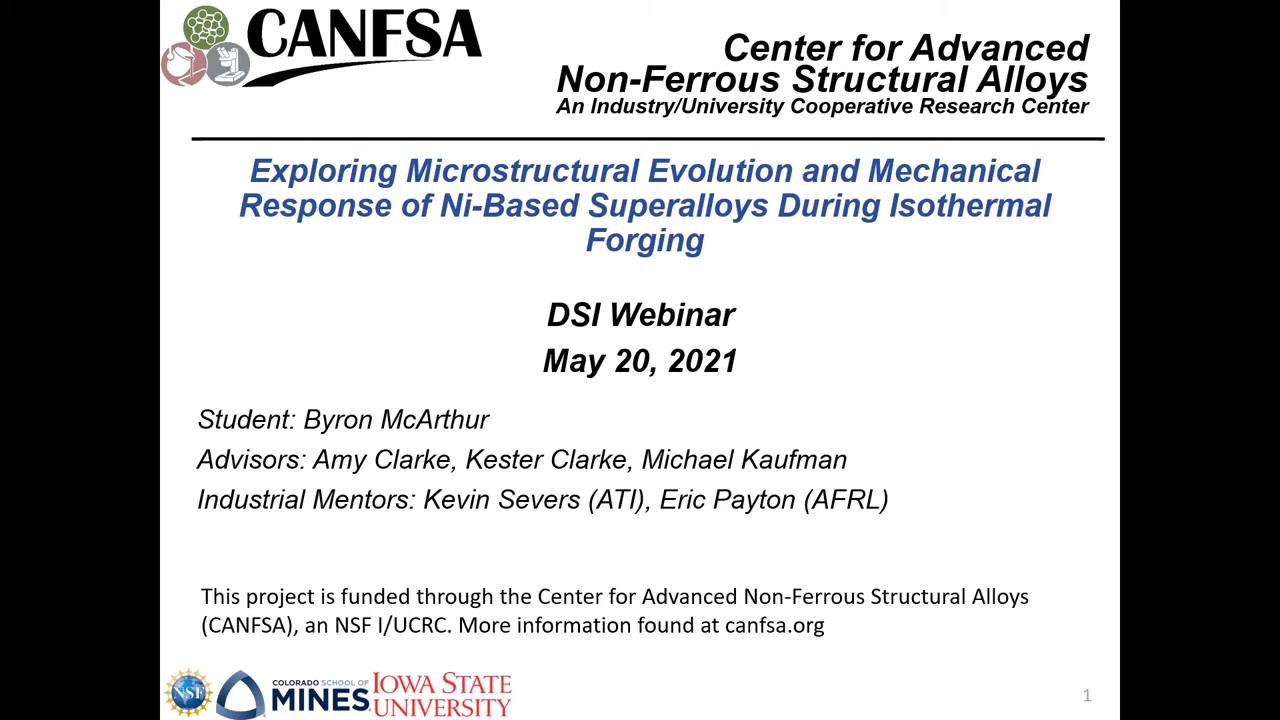 CANFSA
Center for Advanced
Non-Ferrous Structural Alloys
An Industry/University Cooperative Research Center
Exploring Microstructural Evolution and Mechanical
Response of Ni-Based Superalloys During Isothermal
Forging
DSI Webinar
May 20, 2021
Student: Byron McArthur
Advisors: Amy Clarke, Kester Clarke, Michael Kaufman
Industrial Mentors: Kevin Severs (ATI), Eric Payton (AFRL)
This project is funded through the Center for Advanced Non-Ferrous Structural Alloys
(CANFSA), an NSF I/UCRC. More information found at canfsa.org
NSF
COLORADO SCHOOL OF
MINES
IOWA STATE
UNIVERSITY
1